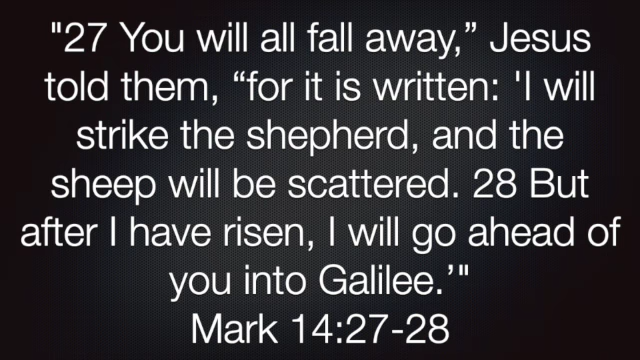 "27 You will all fall away,” Jesus
told them, “for it is written: 'I will
strike the shepherd, and the
sheep will be scattered. 28 But
after I have risen, I will go ahead of
you into Galilee.’"
Mark 14:27-28